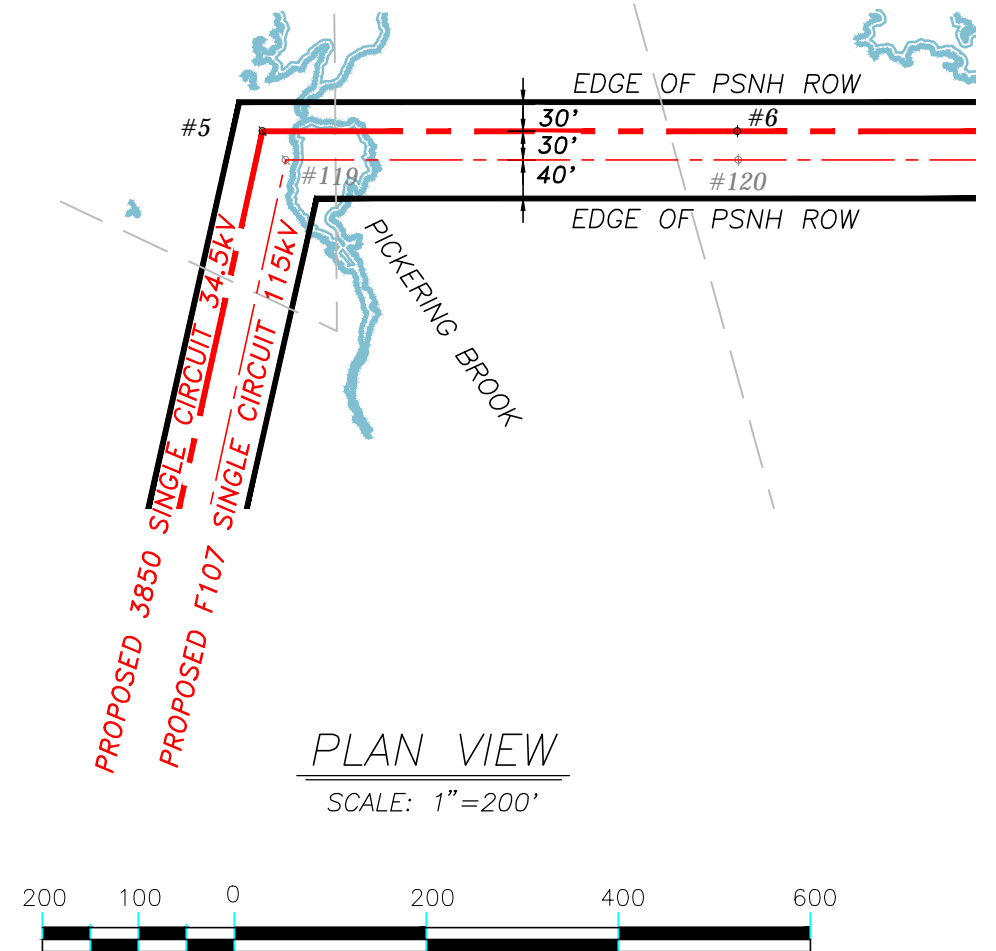 EDGE OF PSNH ROW
#5
30'
#6
30'
#119
40'
#120
EDGE OF PSNH ROW
PICKERING BROOK
PROPOSED 3850 SINGLE CIRCUIT 34.5kV
PROPOSED F107 SINGLE CIRCUIT 115kV
PLAN VIEW
SCALE: 1"=200'
200 100 0 200 400 600